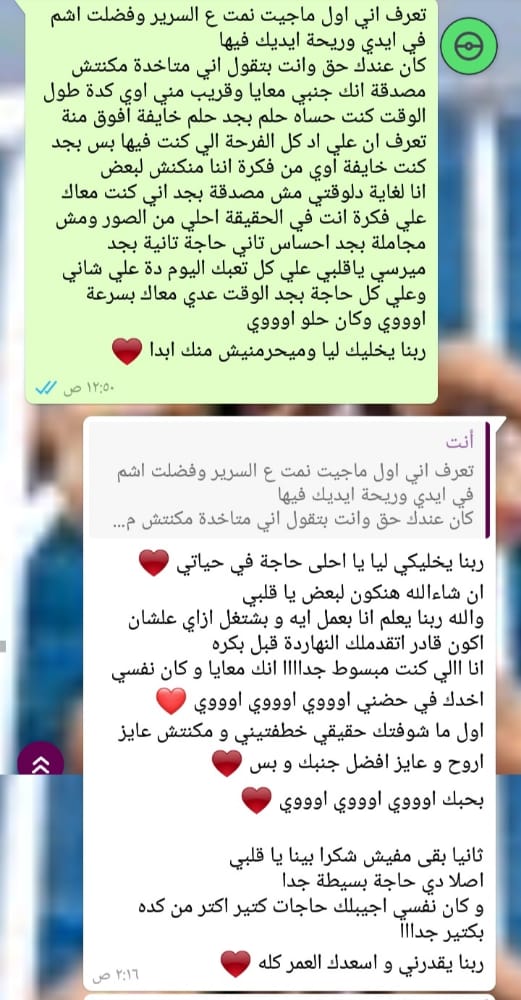 تعرف اني اول ماجيت نمت ع السرير وفضلت اشم
في ايدي وريحة ايديك فيها
كان عندك حق وانت بتقول اني متاخدة مكنتش
مصدقة انك جنبي معايا وقريب مني اوي كدة طول
الوقت كنت حساه حلم بجد حلم خايفة أفوق منة
تعرف ان علي اد كل الفرحة الي كنت فيها بس بجد
كنت خايفة اوي من فكرة اننا منكنش لبعض
انا لغاية دلوقتي مش مصدقة بجد اني كنت معاك
علي فكرة انت في الحقيقة احلي من الصور ومش
مجاملة بجد احساس تاني حاجة تانية بجد
ميرسي ياقلبي علي كل تعبك اليوم دة علي شاني
وعلي كل حاجة بجد الوقت عدي معاك بسرعة
اوووي وكان حلو اوووي
ربنا يخليك ليا وميحرمنيش منك ابدا ❤
١٢:٥٠ ص
أنت
تعرف اني اول ماجيت نمت ع السرير وفضلت اشم
في ايدي وريحة ايديك فيها
كان عندك حق وانت بتقول اني متاخدة مكنتش م...
ربنا يخليكي ليا يا احلى حاجة في حياتي ❤
ان شاءالله هنكون لبعض يا قلبي
والله ربنا يعلم انا بعمل ايه و بشتغل ازاي علشان
اكون قادر اتقدملك النهاردة قبل بكره
انا االي كنت مبسوط جداااا انك معايا و كان نفسي
اخدك في حضني اوووي اوووي اوووي ❤
اول ما شوفتك حقيقي خطفتيني و مكنتش عايز
اروح و عايز افضل جنبك و بس ❤
بحبك اوووي اوووي اوووي ❤
ثانيا بقى مفيش شكرا بينا يا قلبي
اصلا دي حاجة بسيطة جدا
و كان نفسي اجيبلك حاجات كتير اكتر من كده
بكتير جدااا
ربنا يقدرني و اسعدك العمر كله ❤
٢:١٦ ص